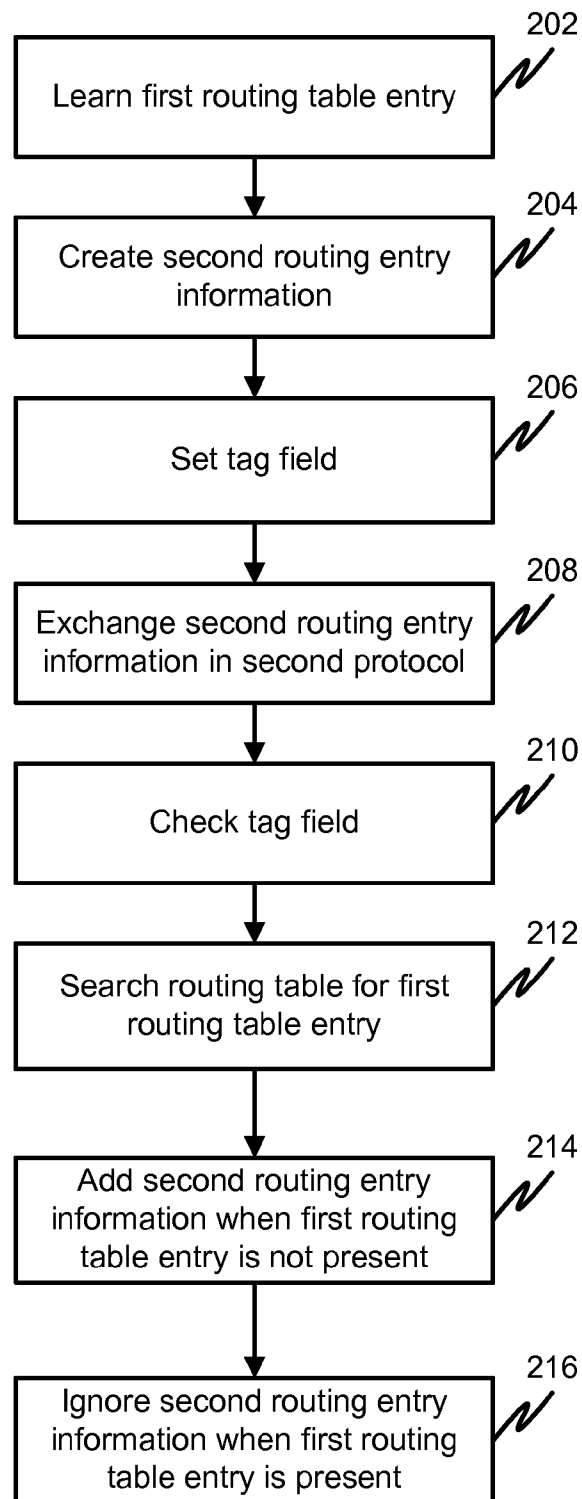 202
Learn first routing table entry
204
Create second routing entry
information
206
Set tag field
208
Exchange second routing entry
information in second protocol
210
Check tag field
212
Search routing table for first
routing table entry
214
Add second routing entry
information when first routing
table entry is not present
216
Ignore second routing entry
information when first routing
table entry is present